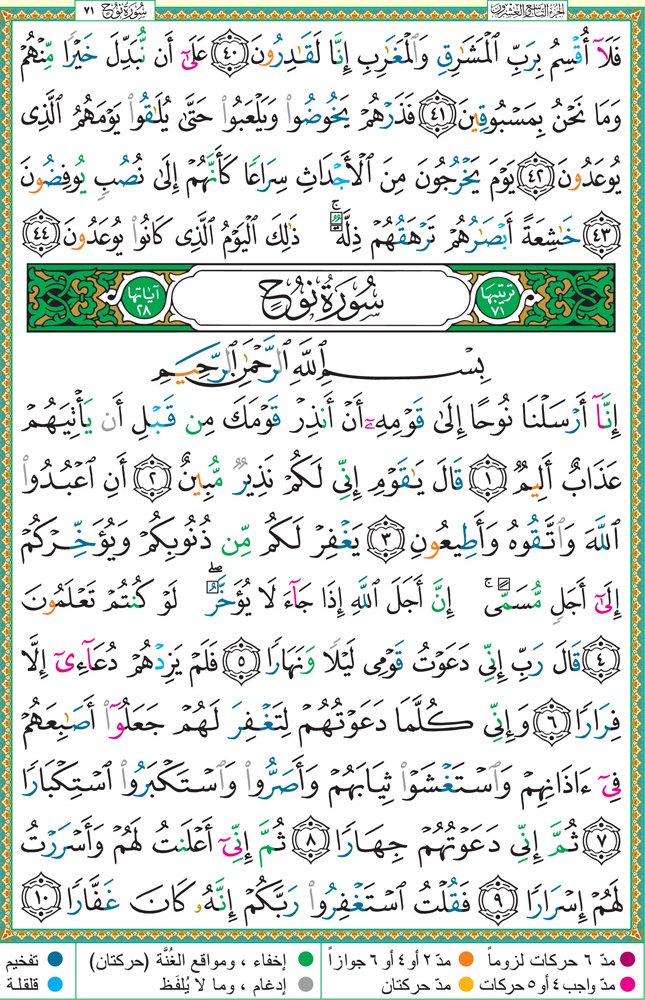 سُورَةُ نُوحٍ ٧١
الجزء التاسع والعشرون
فَلَآ أُقْسِمُ بِرَبِّ ٱلْمَشَٰرِقِ وَٱلْمَغَٰرِبِ إِنَّا لَقَٰدِرُونَ ٤٠ عَلَىٰٓ أَن نُّبَدِّلَ خَيْرًا مِّنْهُمْ
وَمَا نَحْنُ بِمَسْبُوقِينَ ٤١ فَذَرْهُمْ يَخُوضُوا۟ وَيَلْعَبُوا۟ حَتَّىٰ يُلَٰقُوا۟ يَوْمَهُمُ ٱلَّذِى
يُوعَدُونَ ٤٢ يَوْمَ يَخْرُجُونَ مِنَ ٱلْأَجْدَاثِ سِرَاعًا كَأَنَّهُمْ إِلَىٰ نُصُبٍ يُوفِضُونَ
٤٣ خَٰشِعَةً أَبْصَٰرُهُمْ تَرْهَقُهُمْ ذِلَّةٌ ۚ ذَٰلِكَ ٱلْيَوْمُ ٱلَّذِى كَانُوا۟ يُوعَدُونَ ٤٤
ترتيبها ٧١ سُورَةُ نُوحٍ آياتها ٢٨
بِسْمِ ٱللَّهِ ٱلرَّحْمَٰنِ ٱلرَّحِيمِ
إِنَّآ أَرْسَلْنَا نُوحًا إِلَىٰ قَوْمِهِۦٓ أَنْ أَنذِرْ قَوْمَكَ مِن قَبْلِ أَن يَأْتِيَهُمْ
عَذَابٌ أَلِيمٌ ١ قَالَ يَٰقَوْمِ إِنِّى لَكُمْ نَذِيرٌ مُّبِينٌ ٢ أَنِ ٱعْبُدُوا۟
ٱللَّهَ وَٱتَّقُوهُ وَأَطِيعُونِ ٣ يَغْفِرْ لَكُم مِّن ذُنُوبِكُمْ وَيُؤَخِّرْكُمْ
إِلَىٰٓ أَجَلٍ مُّسَمًّى ۚ إِنَّ أَجَلَ ٱللَّهِ إِذَا جَآءَ لَا يُؤَخَّرُ ۖ لَوْ كُنتُمْ تَعْلَمُونَ
٤ قَالَ رَبِّ إِنِّى دَعَوْتُ قَوْمِى لَيْلًا وَنَهَارًا ٥ فَلَمْ يَزِدْهُمْ دُعَآءِىٓ إِلَّا
فِرَارًا ٦ وَإِنِّى كُلَّمَا دَعَوْتُهُمْ لِتَغْفِرَ لَهُمْ جَعَلُوٓا۟ أَصَٰبِعَهُمْ
فِىٓ ءَاذَانِهِمْ وَٱسْتَغْشَوْا۟ ثِيَابَهُمْ وَأَصَرُّوا۟ وَٱسْتَكْبَرُوا۟ ٱسْتِكْبَارًا
٧ ثُمَّ إِنِّى دَعَوْتُهُمْ جِهَارًا ٨ ثُمَّ إِنِّىٓ أَعْلَنتُ لَهُمْ وَأَسْرَرْتُ
لَهُمْ إِسْرَارًا ٩ فَقُلْتُ ٱسْتَغْفِرُوا۟ رَبَّكُمْ إِنَّهُۥ كَانَ غَفَّارًا ١٠
مدّ ٦ حركات لزوماً مدّ ٢ أو ٤ أو ٦ جوازاً إخفاء ، ومواقع الغُنَّة (حركتان) تفخيم
مدّ واجب ٤ أو ٥ حركات مدّ حركتان إدغام ، وما لا يُلفَظ قلقلة